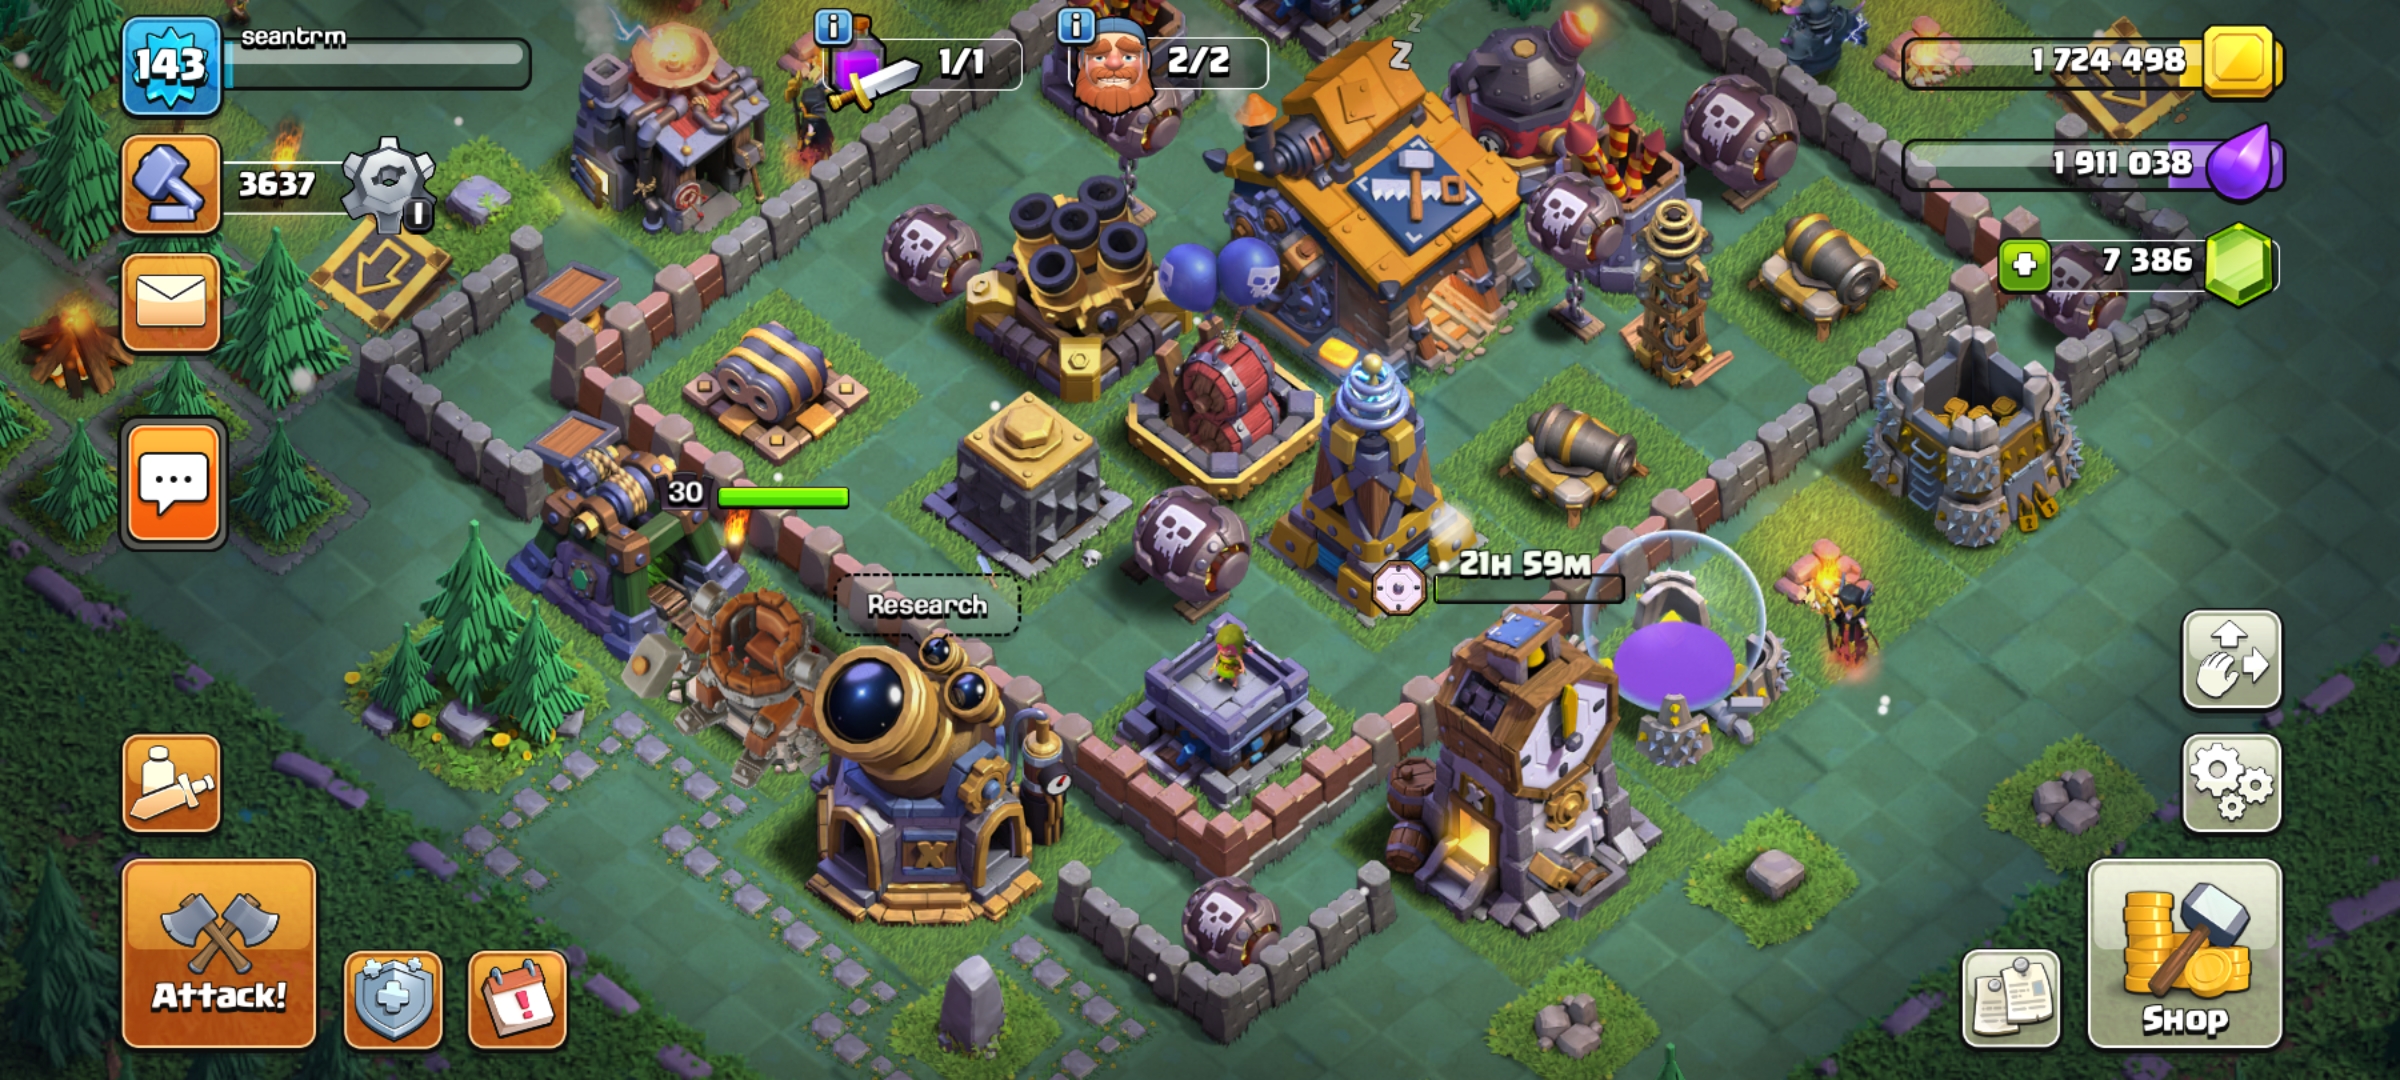 143
seantrm
1/1
2/2
1 724 498
3637
I
1 911 038
7 386
30
21H 59M
Research
Attack!
Shop